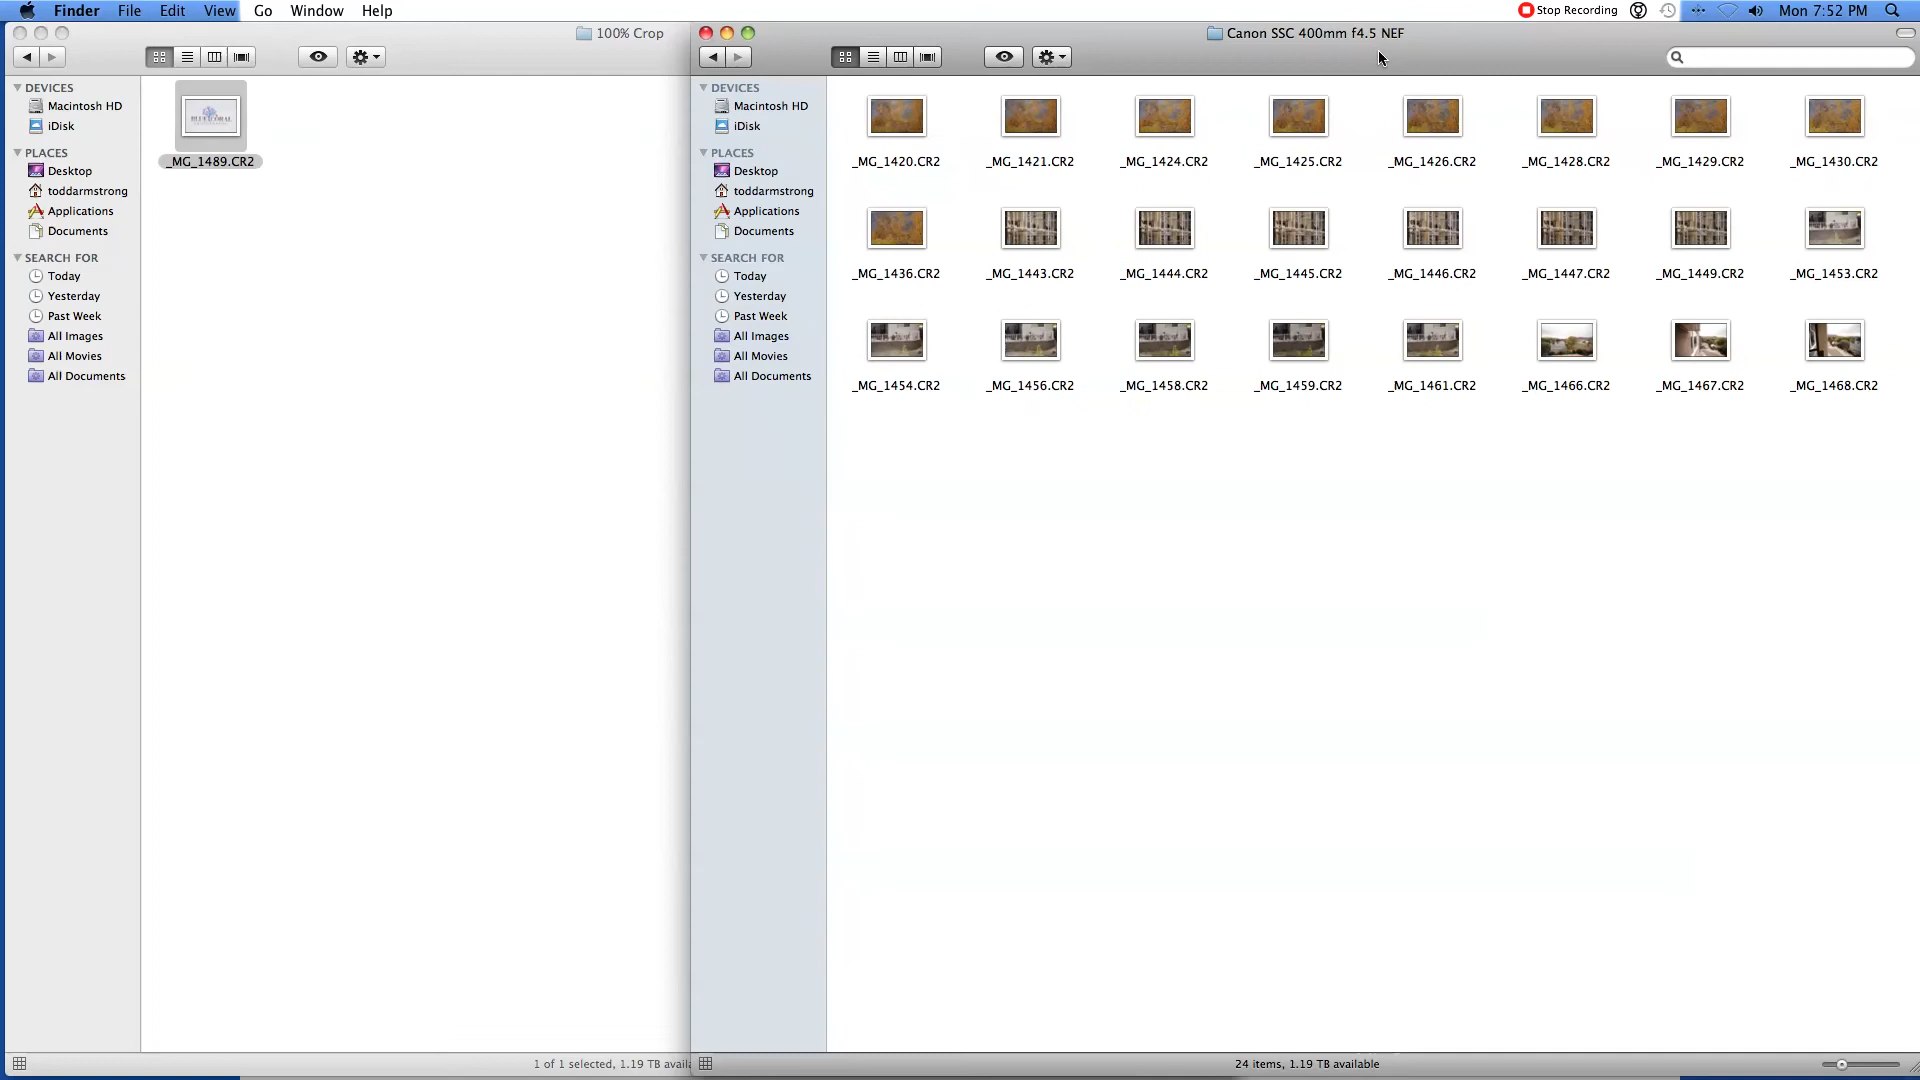 Finder File Edit View Go Window Help
Stop Recording Mon 7:52 PM
100% Crop
DEVICES
Macintosh HD
iDisk
PLACES
Desktop
toddarmstrong
Applications
Documents
SEARCH FOR
Today
Yesterday
Past Week
All Images
All Movies
All Documents
_MG_1489.CR2
1 of 1 selected, 1.19 TB availa
Canon SSC 400mm f4.5 NEF
DEVICES
Macintosh HD
iDisk
PLACES
Desktop
toddarmstrong
Applications
Documents
SEARCH FOR
Today
Yesterday
Past Week
All Images
All Movies
All Documents
_MG_1420.CR2 _MG_1421.CR2 _MG_1424.CR2 _MG_1425.CR2 _MG_1426.CR2 _MG_1428.CR2 _MG_1429.CR2 _MG_1430.CR2
_MG_1436.CR2 _MG_1443.CR2 _MG_1444.CR2 _MG_1445.CR2 _MG_1446.CR2 _MG_1447.CR2 _MG_1449.CR2 _MG_1453.CR2
_MG_1454.CR2 _MG_1456.CR2 _MG_1458.CR2 _MG_1459.CR2 _MG_1461.CR2 _MG_1466.CR2 _MG_1467.CR2 _MG_1468.CR2
24 items, 1.19 TB available